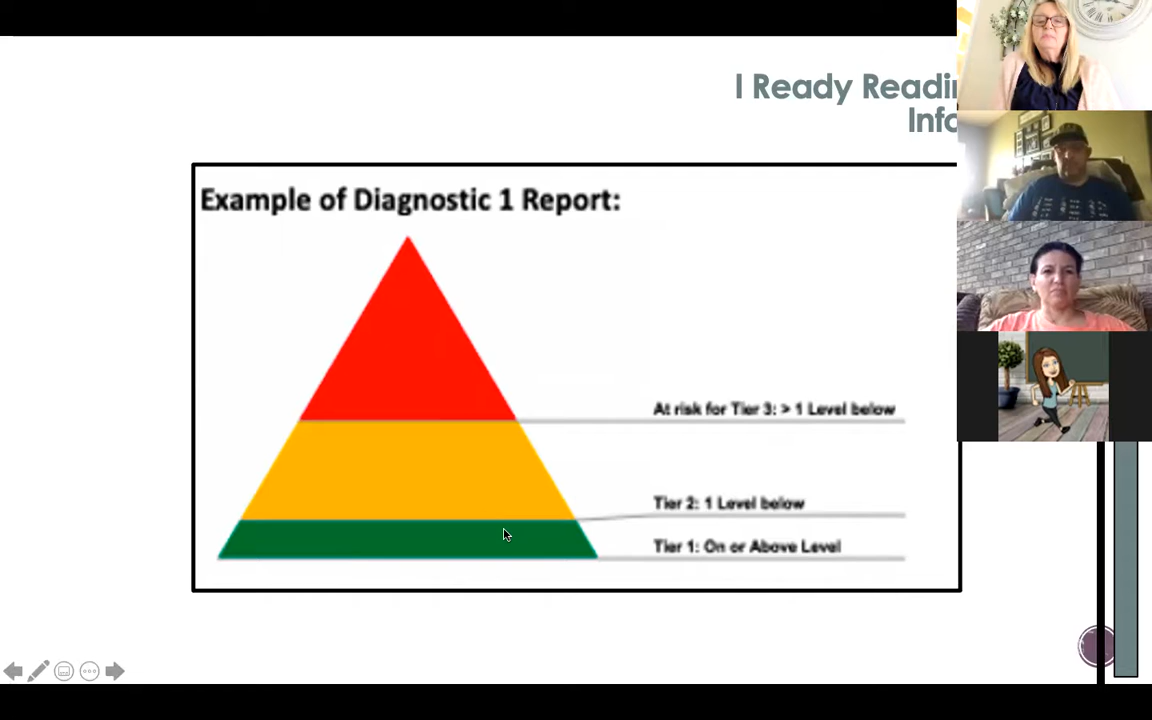 I Ready Readin
Info
Example of Diagnostic 1 Report:
At risk for Tier 3: > 1 Level below
Tier 2: 1 Level below
Tier 1: On or Above Level